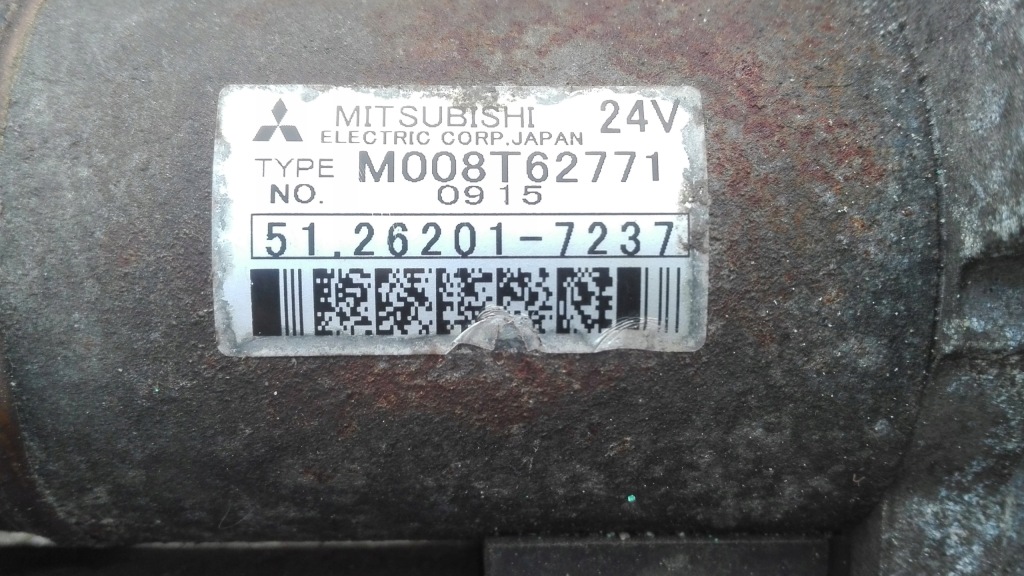 MITSUBISHI 24V
ELECTRIC CORP.JAPAN
TYPE M008T62771
NO. 0915
51.26201-7237